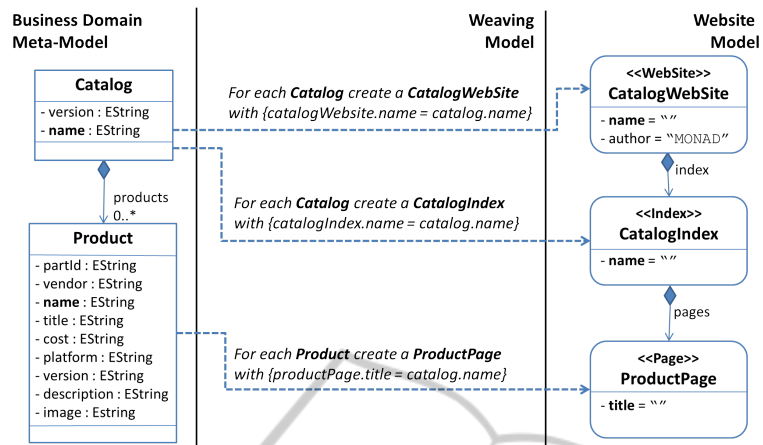 Business Domain
Meta-Model
Weaving
Model
Website
Model
Catalog
- version : EString
- name : EString
products
0..*
Product
- partId : EString
- vendor : EString
- name : EString
- title : EString
- cost : EString
- platform : EString
- version : EString
- description : EString
- image : Estring
For each Catalog create a CatalogWebSite
with {catalogWebsite.name = catalog.name}
For each Catalog create a CatalogIndex
with {catalogIndex.name = catalog.name}
For each Product create a ProductPage
with {productPage.title = catalog.name}
<<WebSite>>
CatalogWebSite
- name = “”
- author = “MONAD”
index
<<Index>>
CatalogIndex
- name = “”
pages
<<Page>>
ProductPage
- title = “”